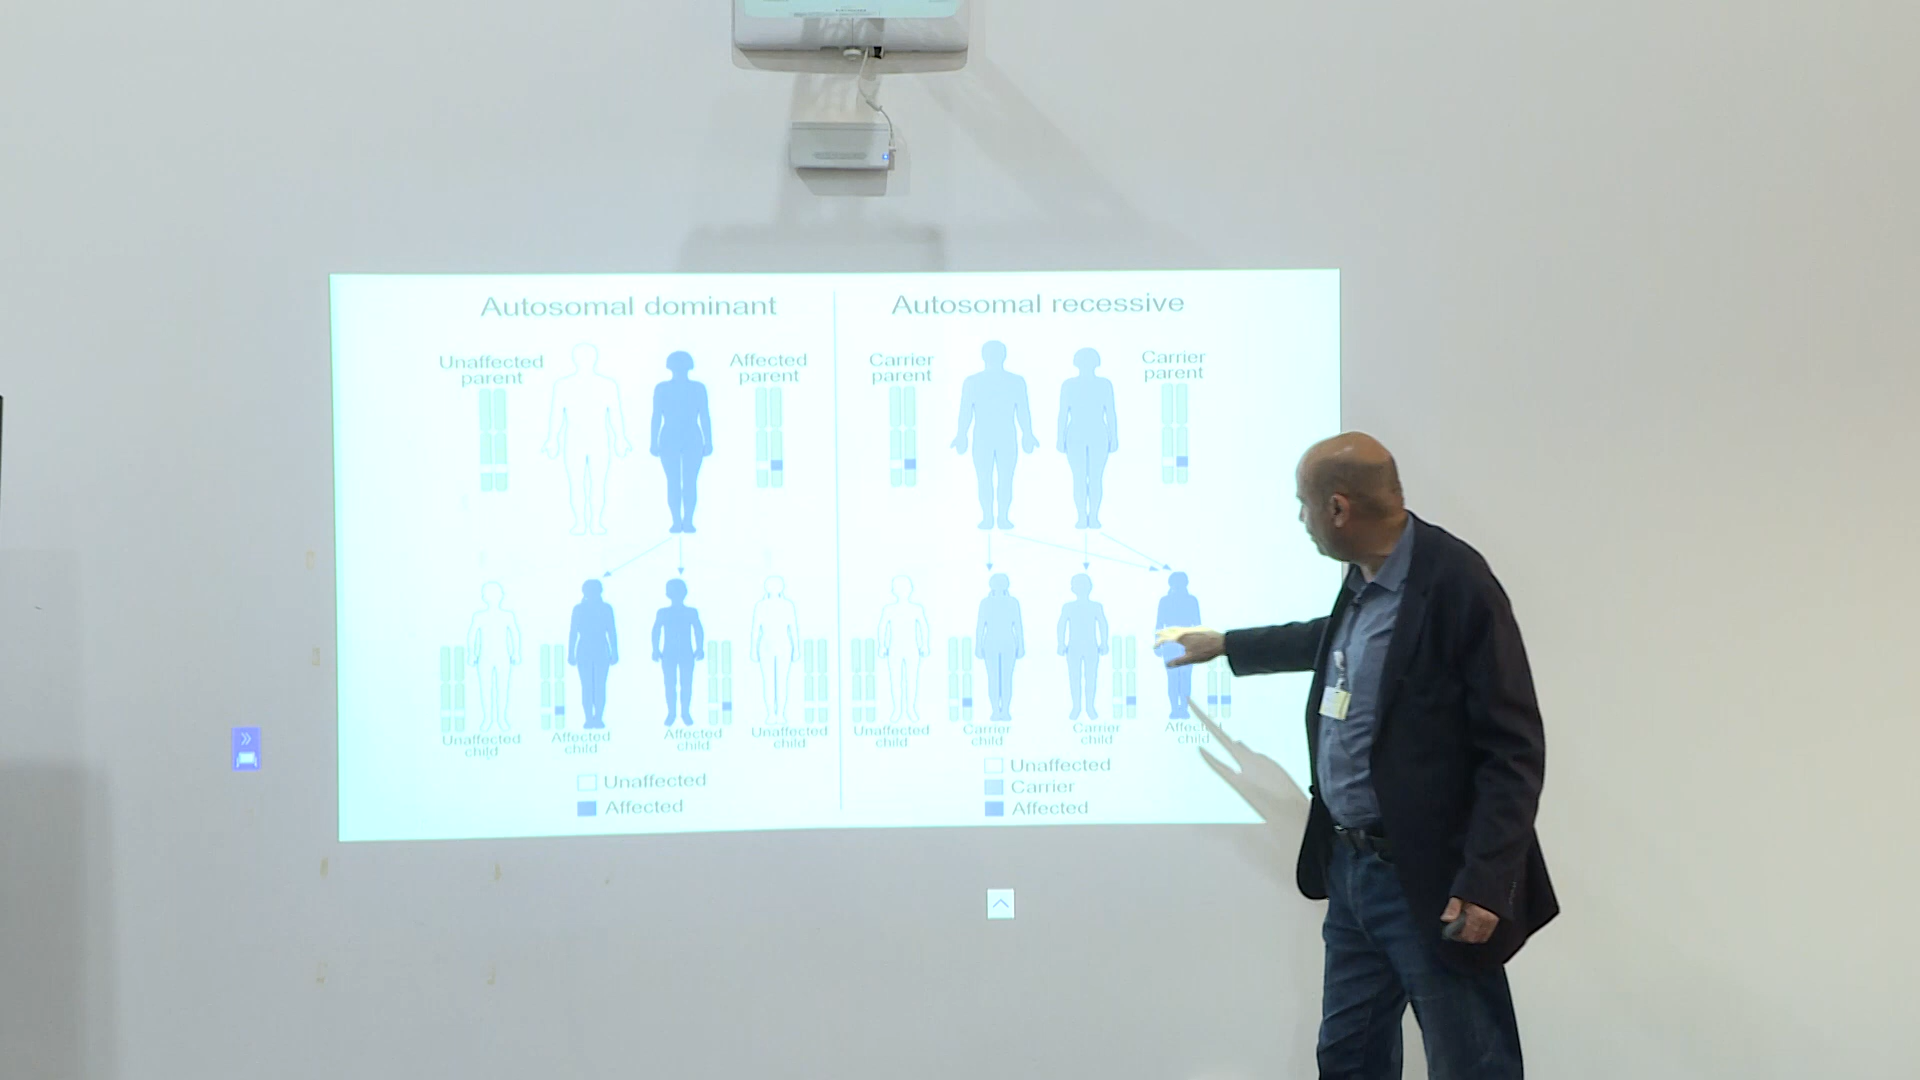 Autosomal dominant
Unaffected
parent
Affected
parent
Unaffected
child
Affected
child
Affected
child
Unaffected
child
Unaffected
Affected
Autosomal recessive
Carrier
parent
Carrier
parent
Unaffected
child
Carrier
child
Carrier
child
Affected
child
Unaffected
Carrier
Affected